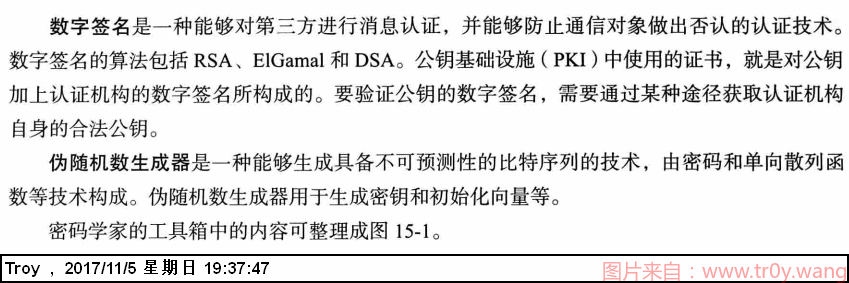 数字签名是一种能够对第三方进行消息认证，并能够防止通信对象做出否认的认证技术。
数字签名的算法包括 RSA、ElGamal 和 DSA。公钥基础设施（PKI）中使用的证书，就是对公钥
加上认证机构的数字签名所构成的。要验证公钥的数字签名，需要通过某种途径获取认证机构
自身的合法公钥。
伪随机数生成器是一种能够生成具备不可预测性的比特序列的技术，由密码和单向散列函
数等技术构成。伪随机数生成器用于生成密钥和初始化向量等。
密码学家的工具箱中的内容可整理成图 15-1。
Troy , 2017/11/5 星期日 19:37:47
图片来自：www.tr0y.wang